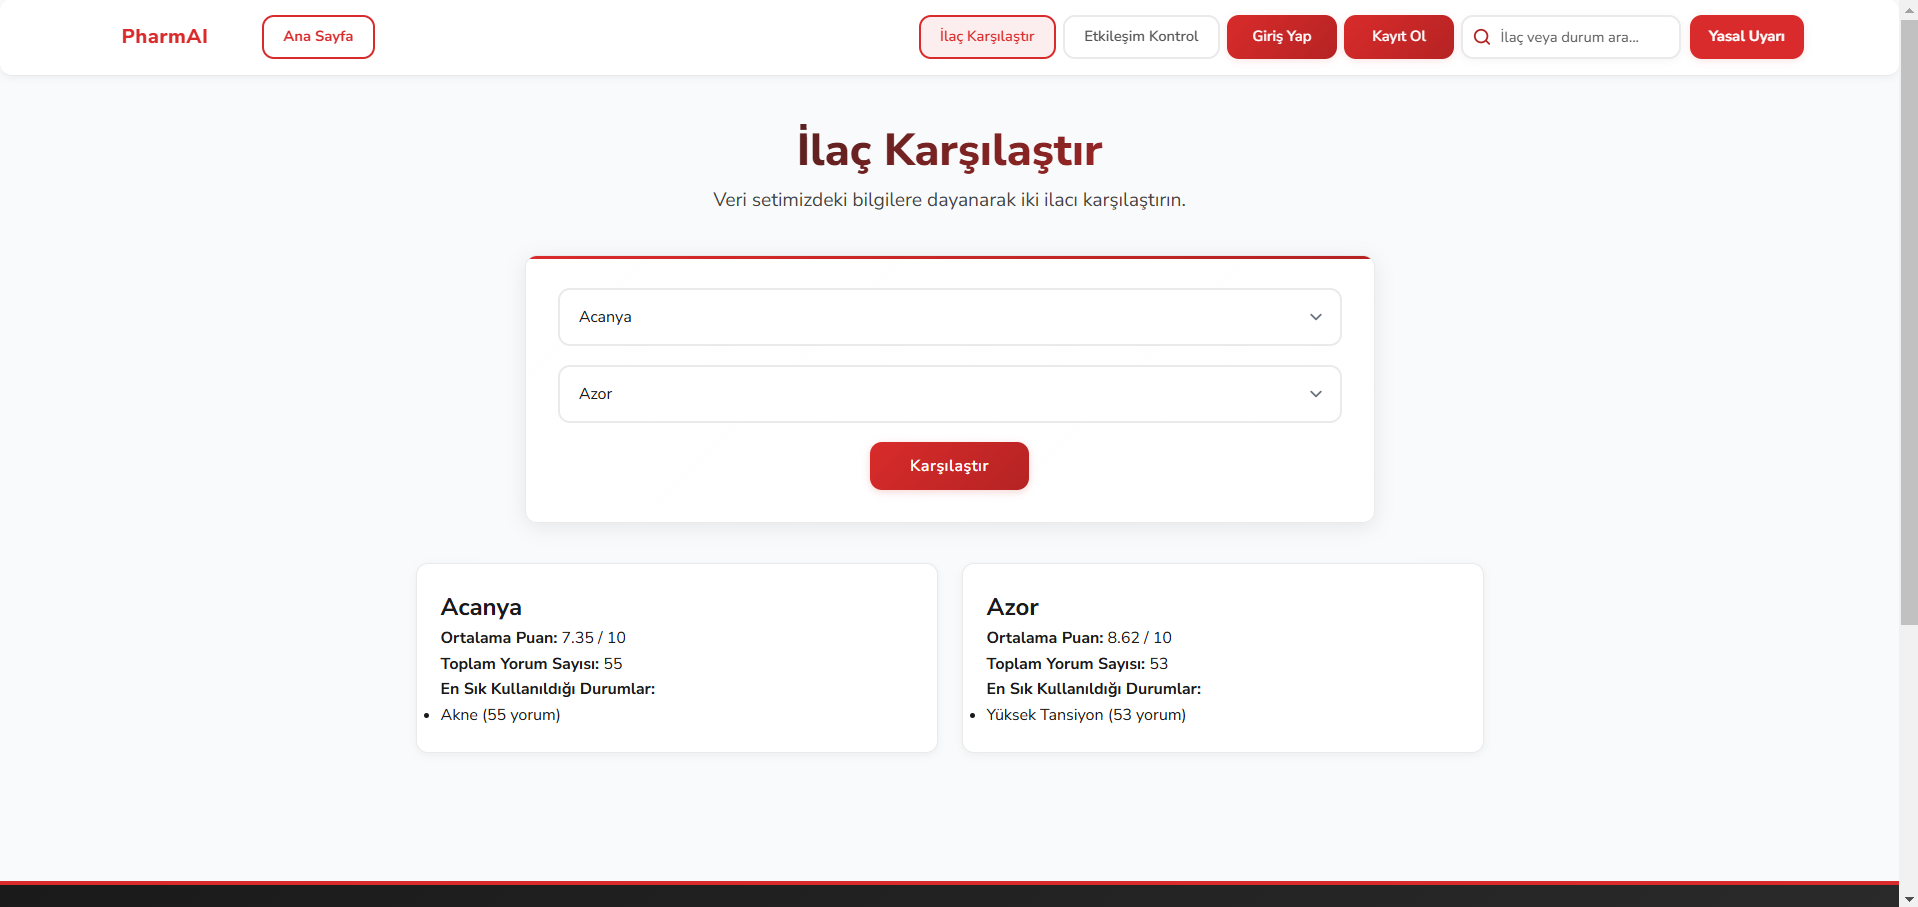 PharmAI
Ana Sayfa
İlaç Karşılaştır
Etkileşim Kontrol
Giriş Yap
Kayıt Ol
İlaç veya durum ara...
Yasal Uyarı
İlaç Karşılaştır
Veri setimizdeki bilgilere dayanarak iki ilacı karşılaştırın.
Acanya
Azor
Karşılaştır
Acanya
Ortalama Puan: 7.35 / 10
Toplam Yorum Sayısı: 55
En Sık Kullanıldığı Durumlar:
• Akne (55 yorum)
Azor
Ortalama Puan: 8.62 / 10
Toplam Yorum Sayısı: 53
En Sık Kullanıldığı Durumlar:
• Yüksek Tansiyon (53 yorum)